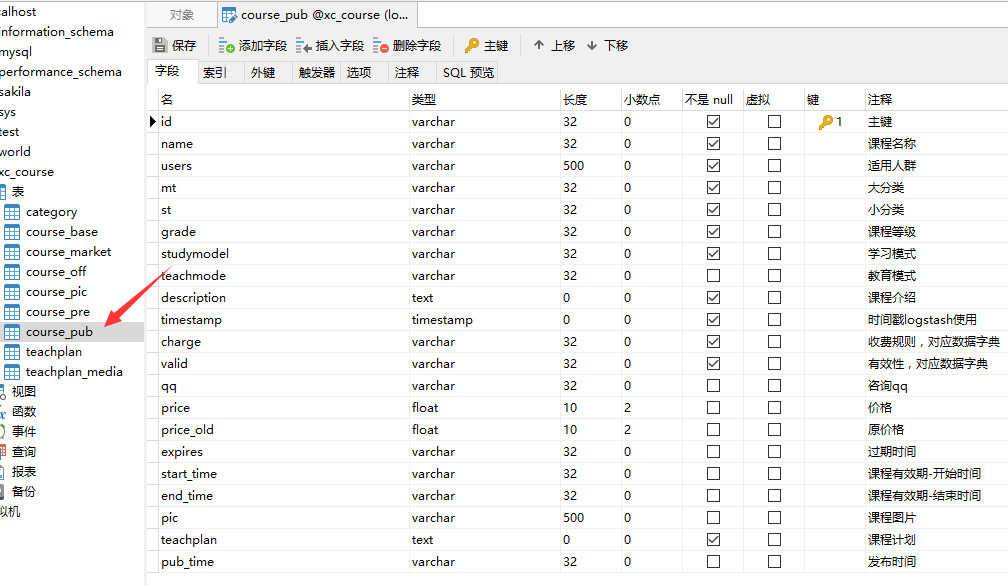 对象 course_pub @xc_course (lo...
保存 添加字段 插入字段 删除字段 主键 上移 下移
字段 索引 外键 触发器 选项 注释 SQL 预览
alhost
information_schema
mysql
performance_schema
sakila
sys
test
world
xc_course
表
category
course_base
course_market
course_off
course_pic
course_pre
course_pub
teachplan
teachplan_media
视图
函数
事件
查询
报表
备份
拟机
名 类型 长度 小数点 不是 null 虚拟 键 注释
id varchar 32 0 1 主键
name varchar 32 0 课程名称
users varchar 500 0 适用人群
mt varchar 32 0 大分类
st varchar 32 0 小分类
grade varchar 32 0 课程等级
studymodel varchar 32 0 学习模式
teachmode varchar 32 0 教育模式
description text 0 0 课程介绍
timestamp timestamp 0 0 时间戳logstash使用
charge varchar 32 0 收费规则，对应数据字典
valid varchar 32 0 有效性，对应数据字典
qq varchar 32 0 咨询qq
price float 10 2 价格
price_old float 10 2 原价格
expires varchar 32 0 过期时间
start_time varchar 32 0 课程有效期-开始时间
end_time varchar 32 0 课程有效期-结束时间
pic varchar 500 0 课程图片
teachplan text 0 0 课程计划
pub_time varchar 32 0 发布时间